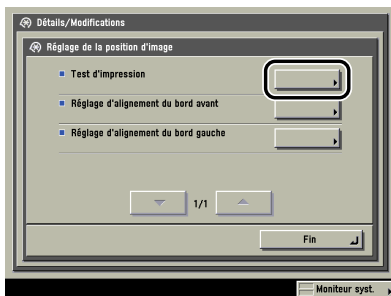 Détails/Modifications
Réglage de la position d'image
Test d'impression
Réglage d'alignement du bord avant
Réglage d'alignement du bord gauche
1/1
Fin
Moniteur syst.